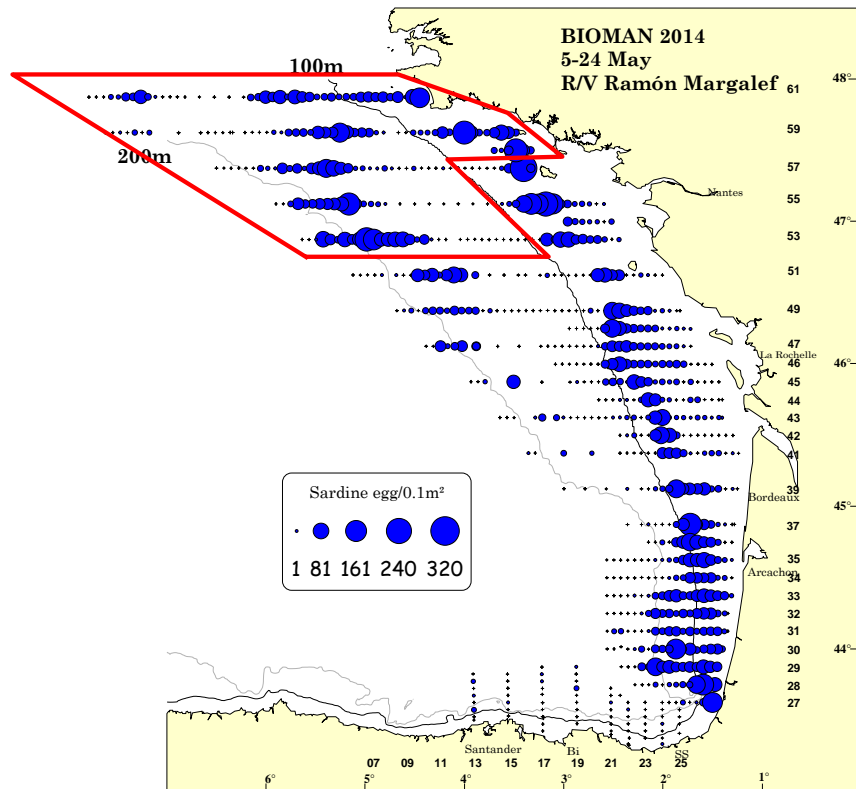 BIOMAN 2014
5-24 May
R/V Ramón Margalef
100m
200m
48°
61
59
57
Nantes
55
47°
53
51
49
47
La Rochelle
46
46°
45
44
43
42
41
39
Bordeaux
45°
37
35
Arcachon
34
33
32
31
30
44°
29
28
27
Sardine egg/0.1m²
1 81 161 240 320
Santander Bi SS
07 09 11 13 15 17 19 21 23 25
6° 5° 4° 3° 2° 1°